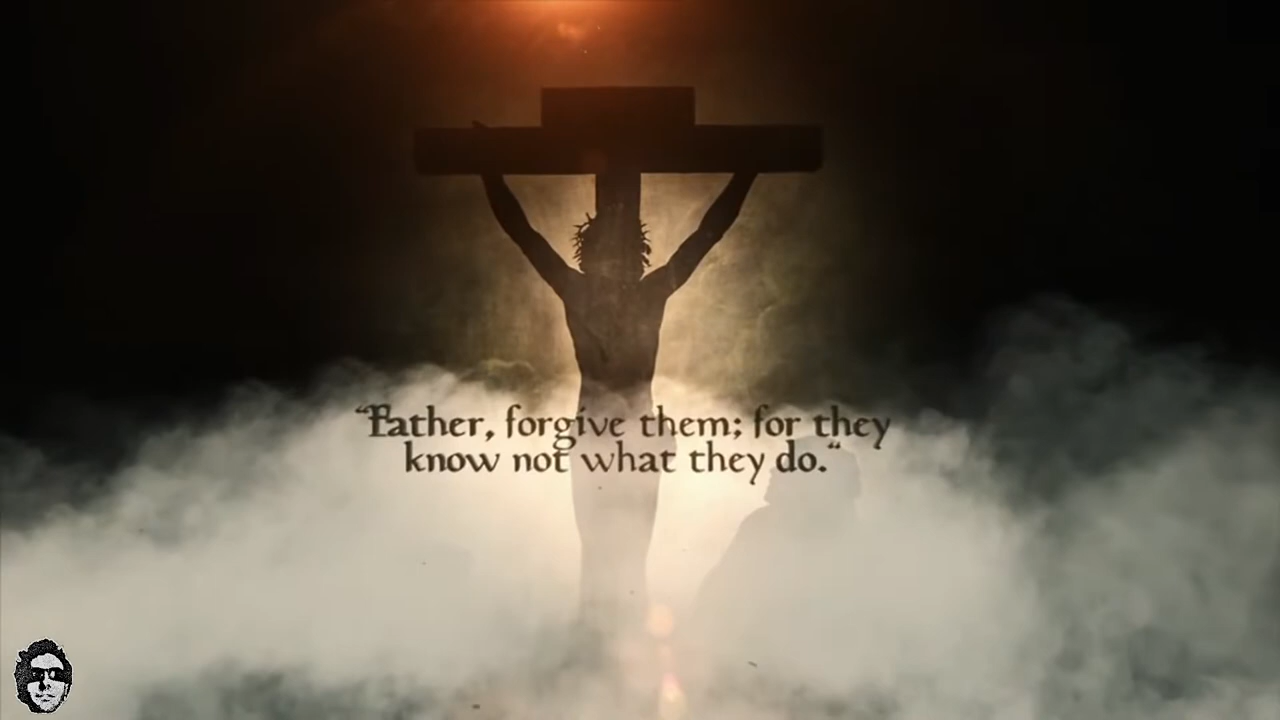 “Father, forgive them; for they
know not what they do.“